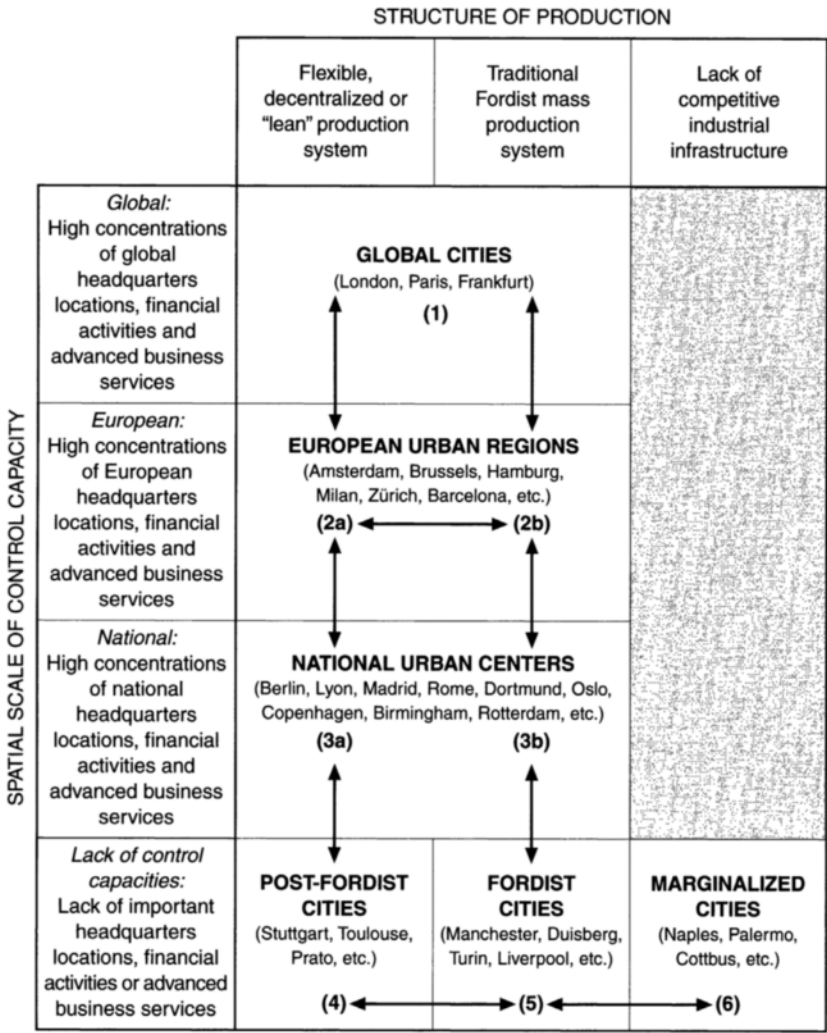 STRUCTURE OF PRODUCTION
Flexible,
decentralized or
“lean” production
system
Traditional
Fordist mass
production
system
Lack of
competitive
industrial
infrastructure
SPATIAL SCALE OF CONTROL CAPACITY
Global:
High concentrations
of global
headquarters
locations, financial
activities and
advanced business
services
GLOBAL CITIES
(London, Paris, Frankfurt)
(1)
European:
High concentrations
of European
headquarters
locations, financial
activities and
advanced business
services
EUROPEAN URBAN REGIONS
(Amsterdam, Brussels, Hamburg,
Milan, Zürich, Barcelona, etc.)
(2a) (2b)
National:
High concentrations
of national
headquarters
locations, financial
activities and
advanced business
services
NATIONAL URBAN CENTERS
(Berlin, Lyon, Madrid, Rome, Dortmund, Oslo,
Copenhagen, Birmingham, Rotterdam, etc.)
(3a) (3b)
Lack of control
capacities:
Lack of important
headquarters
locations, financial
activities or advanced
business services
POST-FORDIST
CITIES
(Stuttgart, Toulouse,
Prato, etc.)
(4)
FORDIST
CITIES
(Manchester, Duisberg,
Turin, Liverpool, etc.)
(5)
MARGINALIZED
CITIES
(Naples, Palermo,
Cottbus, etc.)
(6)